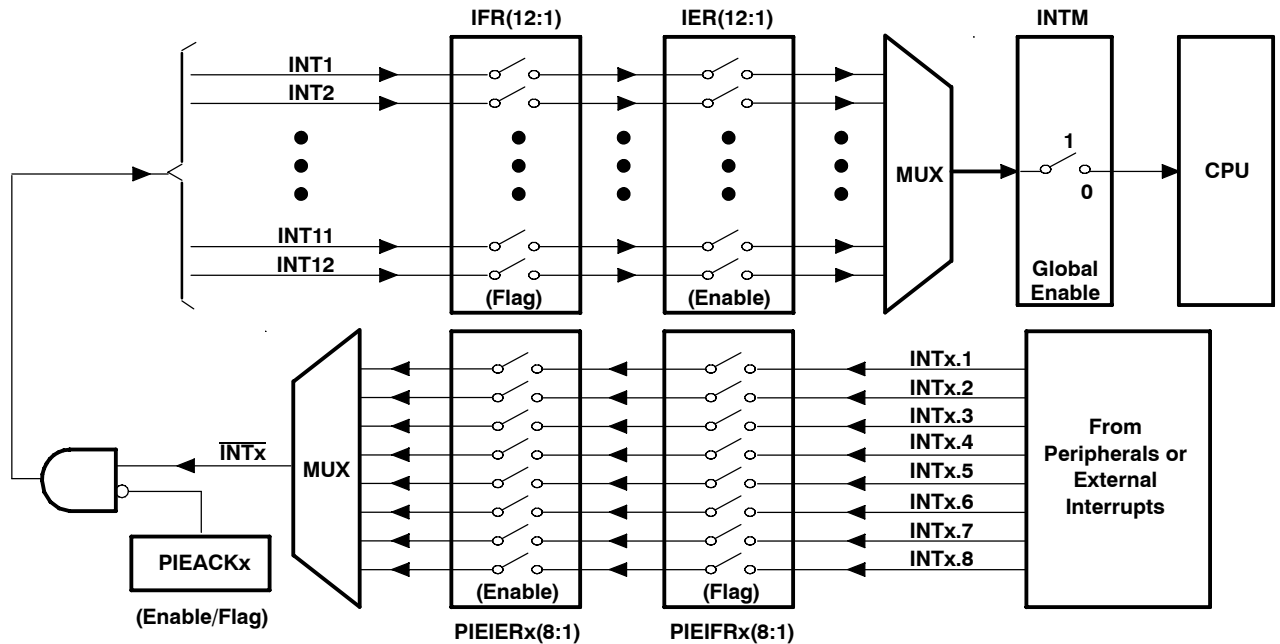 IFR(12:1) IER(12:1) INTM
INT1
INT2
1
MUX
CPU
0
INT11
INT12
(Flag) (Enable)
Global
Enable
INTx.1
INTx.2
INTx.3
INTx.4
INTx.5
INTx.6
INTx.7
INTx.8
From
Peripherals or
External
Interrupts
INTx
MUX
PIEACKx
(Enable/Flag)
(Enable) (Flag)
PIEIERx(8:1) PIEIFRx(8:1)